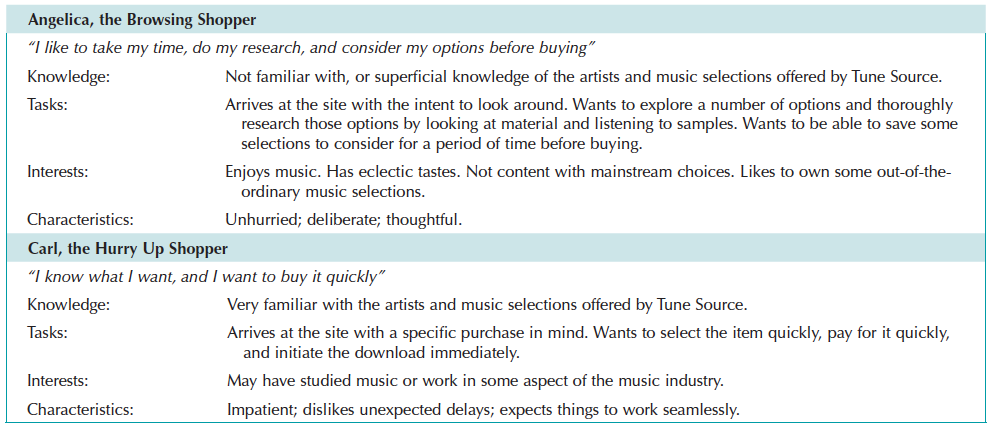 Angelica, the Browsing Shopper
“I like to take my time, do my research, and consider my options before buying”
Knowledge: Not familiar with, or superficial knowledge of the artists and music selections offered by Tune Source.
Tasks: Arrives at the site with the intent to look around. Wants to explore a number of options and thoroughly
research those options by looking at material and listening to samples. Wants to be able to save some
selections to consider for a period of time before buying.
Interests: Enjoys music. Has eclectic tastes. Not content with mainstream choices. Likes to own some out-of-the-
ordinary music selections.
Characteristics: Unhurried; deliberate; thoughtful.
Carl, the Hurry Up Shopper
“I know what I want, and I want to buy it quickly”
Knowledge: Very familiar with the artists and music selections offered by Tune Source.
Tasks: Arrives at the site with a specific purchase in mind. Wants to select the item quickly, pay for it quickly,
and initiate the download immediately.
Interests: May have studied music or work in some aspect of the music industry.
Characteristics: Impatient; dislikes unexpected delays; expects things to work seamlessly.